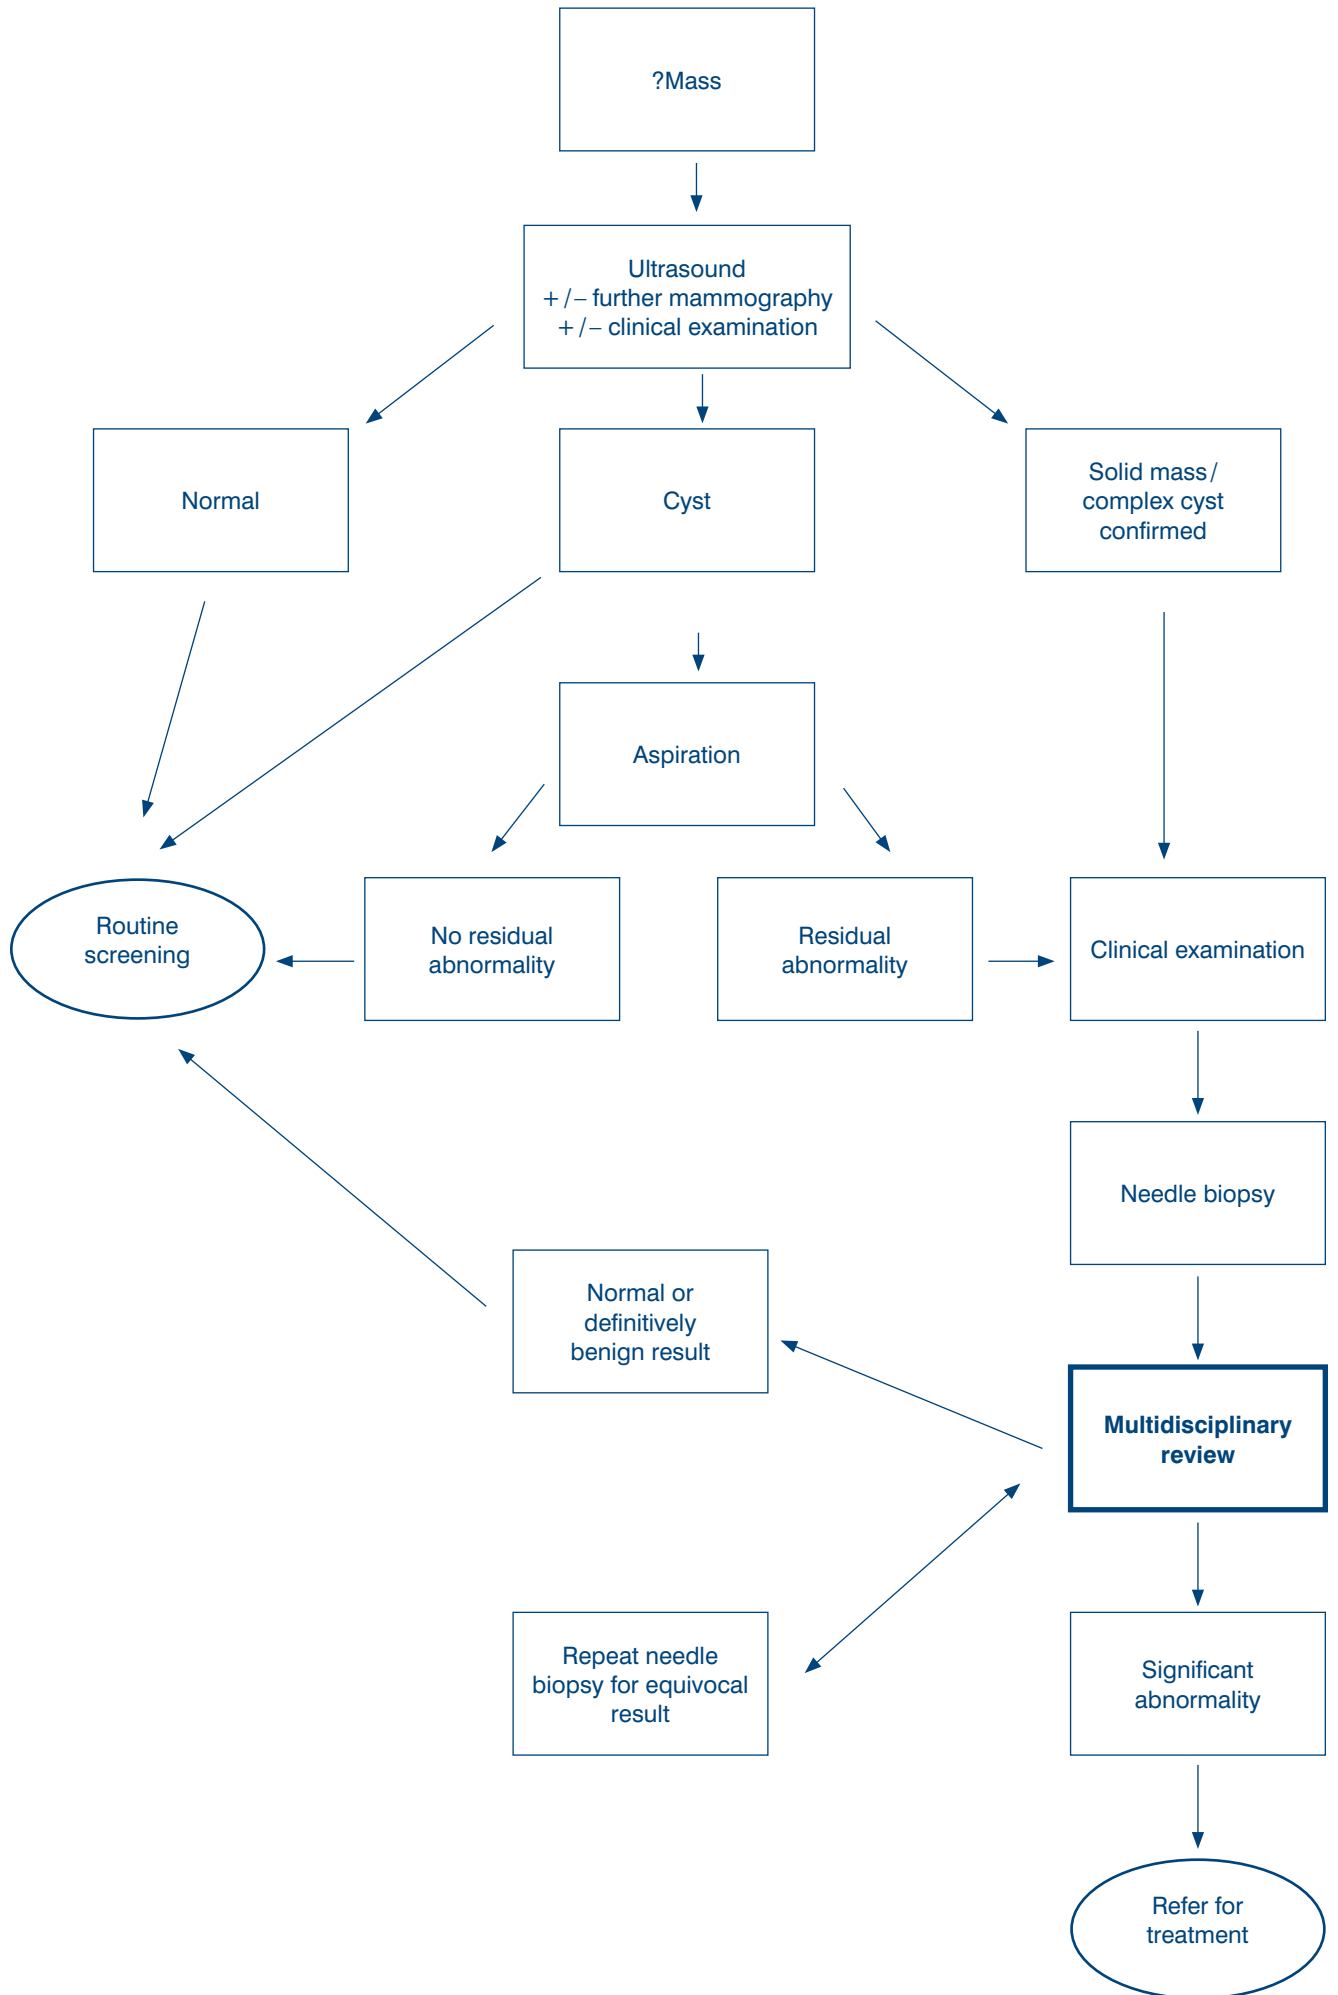 ?Mass
Ultrasound
+/– further mammography
+/– clinical examination
Normal
Cyst
Solid mass/
complex cyst
confirmed
Aspiration
Routine
screening
No residual
abnormality
Residual
abnormality
Clinical examination
Needle biopsy
Normal or
definitively
benign result
Multidisciplinary
review
Repeat needle
biopsy for equivocal
result
Significant
abnormality
Refer for
treatment